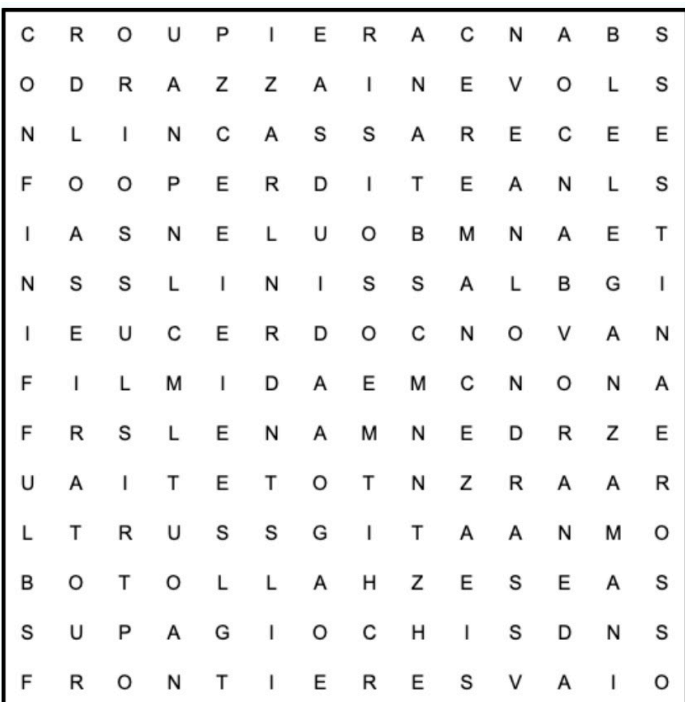 C R O U P I E R A C N A B S
O D R A Z Z A I N E V O L S
N L I N C A S S A R E C E E
F O O P E R D I T E A N L S
I A S N E L U O B M N A E T
N S S L I N I S S A L B G I
I E U C E R D O C N O V A N
F I L M I D A E M C N O N A
F R S L E N A M N E D R Z E
U A I T E T O T N Z R A A R
L T R U S S G I T A A N M O
B O T O L L A H Z E S E A S
S U P A G I O C H I S D N S
F R O N T I E R E S V A I O